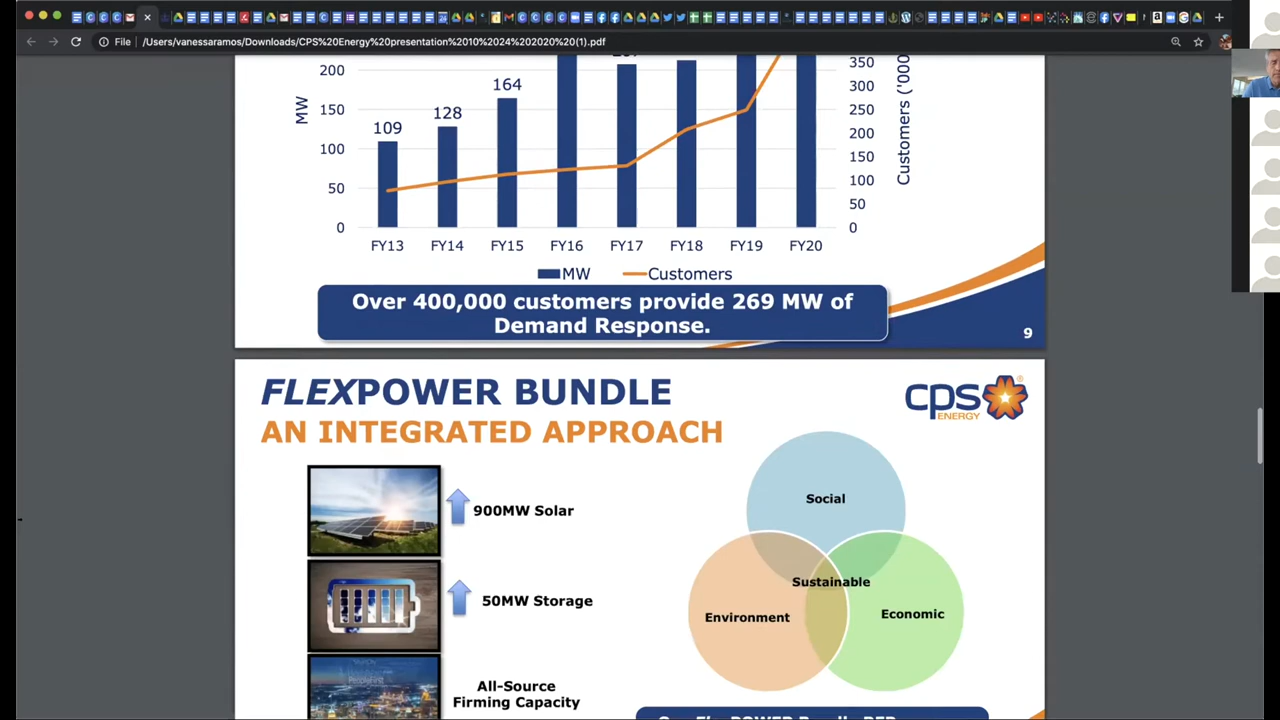 File
/Users/vanessaramos/Downloads/CPS%20Energy%20presentation%2010%2024%202020%20(1).pdf
200
150
100
50
0
MW
109
128
164
350
300
250
200
150
100
50
0
Customers ('000)
FY13 FY14 FY15 FY16 FY17 FY18 FY19 FY20
MW Customers
Over 400,000 customers provide 269 MW of
Demand Response.
9
FLEXPOWER BUNDLE
AN INTEGRATED APPROACH
cps
ENERGY
900MW Solar
50MW Storage
All-Source
Firming Capacity
Social
Sustainable
Environment
Economic